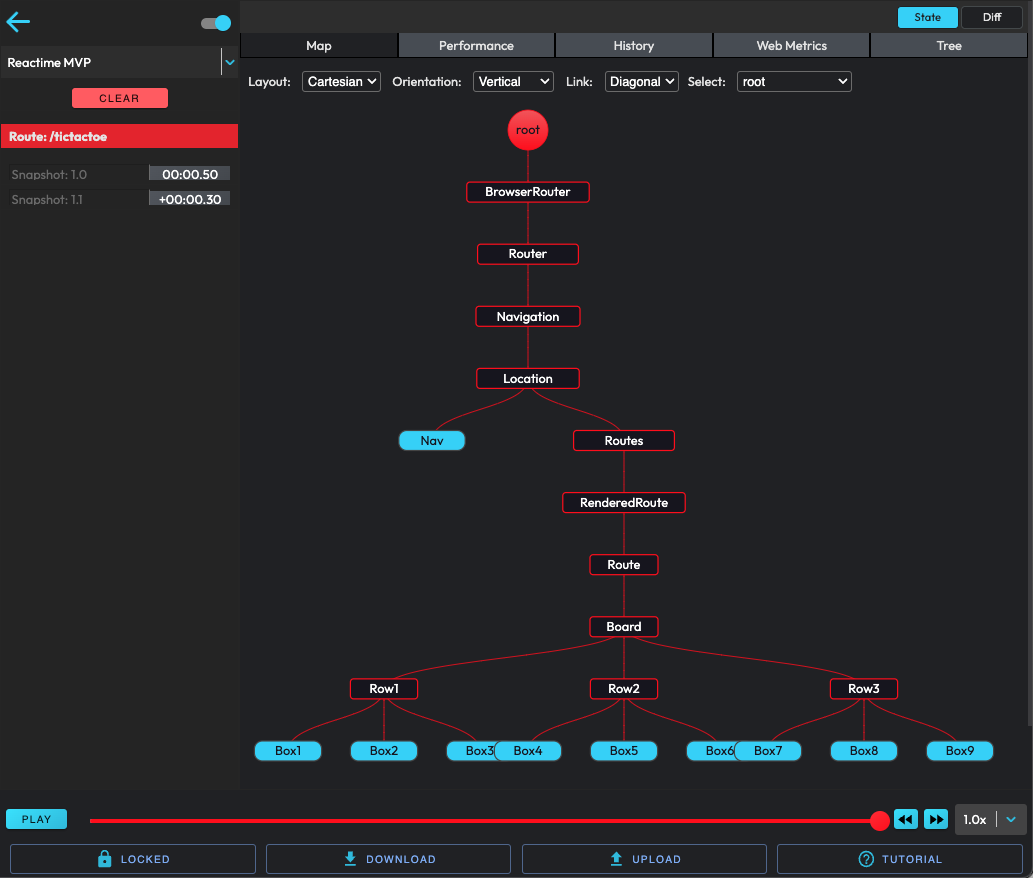 State Diff
Reactime MVP
Map Performance History Web Metrics Tree
Layout: Cartesian Orientation: Vertical Link: Diagonal Select: root
CLEAR
Route: /tictactoe
Snapshot: 1.0 00:00.50
Snapshot: 1.1 +00:00.30
root
BrowserRouter
Router
Navigation
Location
Nav Routes
RenderedRoute
Route
Board
Row1 Row2 Row3
Box1 Box2 Box3 Box4 Box5 Box6 Box7 Box8 Box9
PLAY 1.0x
LOCKED DOWNLOAD UPLOAD TUTORIAL